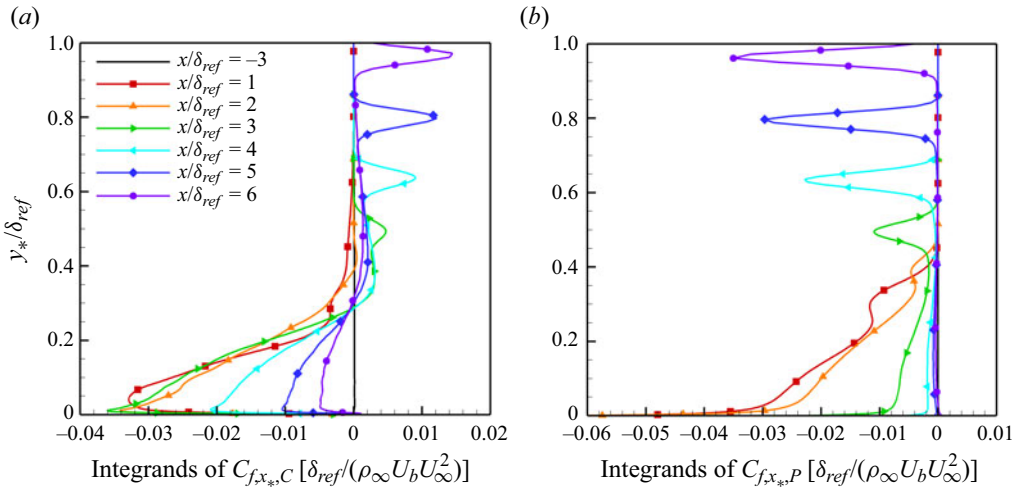 (a)
(b)
1.0
0.8
0.6
0.4
0.2
0
y*/δref
x/δref = –3
x/δref = 1
x/δref = 2
x/δref = 3
x/δref = 4
x/δref = 5
x/δref = 6
–0.04 –0.03 –0.02 –0.01 0 0.01 0.02
Integrands of Cf,x*,C [δref/(ρ∞UbU∞²)]
1.0
0.8
0.6
0.4
0.2
0
–0.06 –0.05 –0.04 –0.03 –0.02 –0.01 0 0.01
Integrands of Cf,x*,P [δref/(ρ∞UbU∞²)]